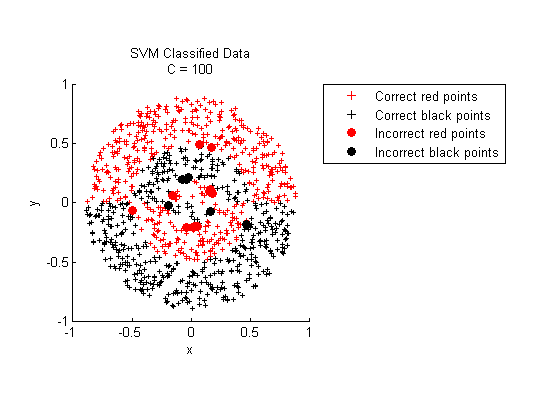 SVM Classified Data
C = 100
Correct red points
Correct black points
Incorrect red points
Incorrect black points
1
0.5
0
-0.5
-1
y
-1
-0.5
0
0.5
1
x